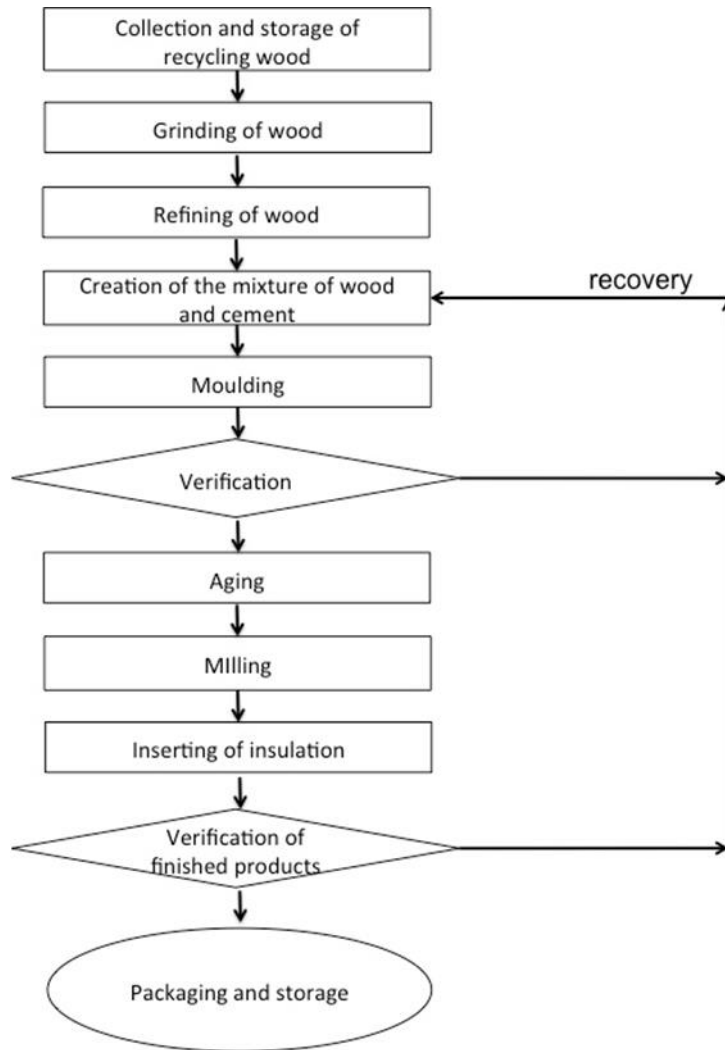 Collection and storage of
recycling wood
Grinding of wood
Refining of wood
Creation of the mixture of wood
and cement
recovery
Moulding
Verification
Aging
MIlling
Inserting of insulation
Verification of
finished products
Packaging and storage